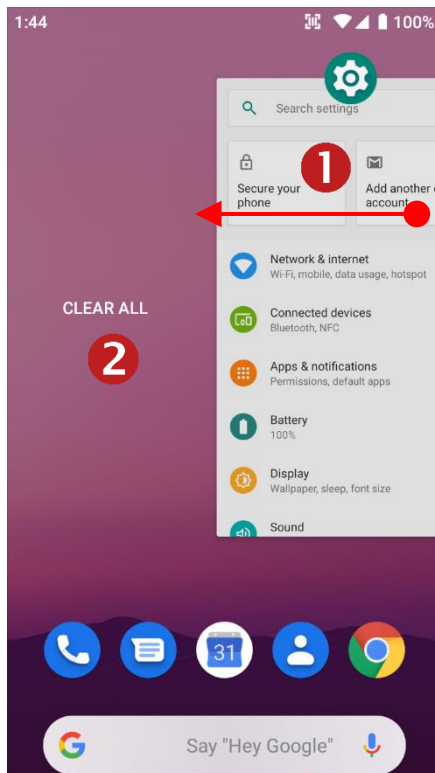 1:44
100%
Search settings
1
Secure your
phone
Add another
account
Network & internet
Wi-Fi, mobile, data usage, hotspot
Connected devices
Bluetooth, NFC
CLEAR ALL
2
Apps & notifications
Permissions, default apps
Battery
100%
Display
Wallpaper, sleep, font size
Sound
31
G
Say "Hey Google"